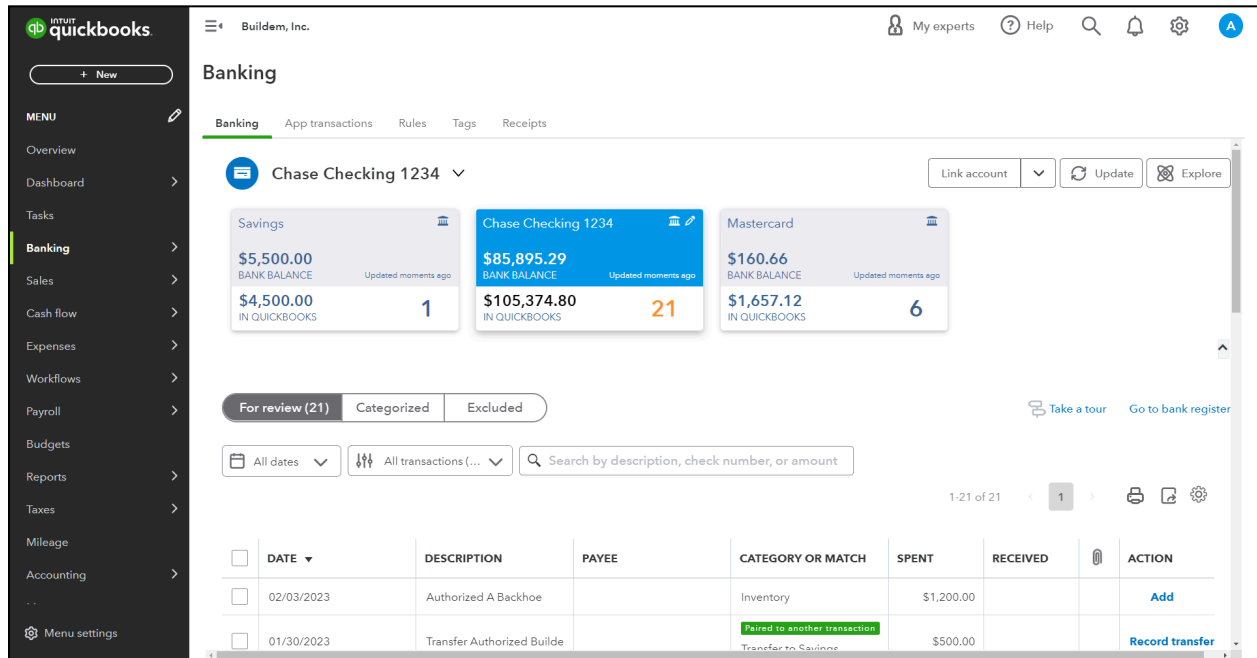 INTUIT
quickbooks.
Buildem, Inc.
My experts
Help
A
+ New
Banking
MENU
Overview
Dashboard
Tasks
Banking
Sales
Cash flow
Expenses
Workflows
Payroll
Budgets
Reports
Taxes
Mileage
Accounting
Menu settings
Banking App transactions Rules Tags Receipts
Chase Checking 1234
Link account
Update
Explore
Savings
$5,500.00
BANK BALANCE Updated moments ago
$4,500.00
IN QUICKBOOKS
1
Chase Checking 1234
$85,895.29
BANK BALANCE Updated moments ago
$105,374.80
IN QUICKBOOKS
21
Mastercard
$160.66
BANK BALANCE Updated moments ago
$1,657.12
IN QUICKBOOKS
6
For review (21) Categorized Excluded
Take a tour Go to bank register
All dates
All transactions (...
Search by description, check number, or amount
1-21 of 21 < 1 >
DATE DESCRIPTION PAYEE CATEGORY OR MATCH SPENT RECEIVED ACTION
02/03/2023 Authorized A Backhoe Inventory $1,200.00 Add
Paired to another transaction
01/30/2023 Transfer Authorized Builde Transfer to Savings $500.00 Record transfer